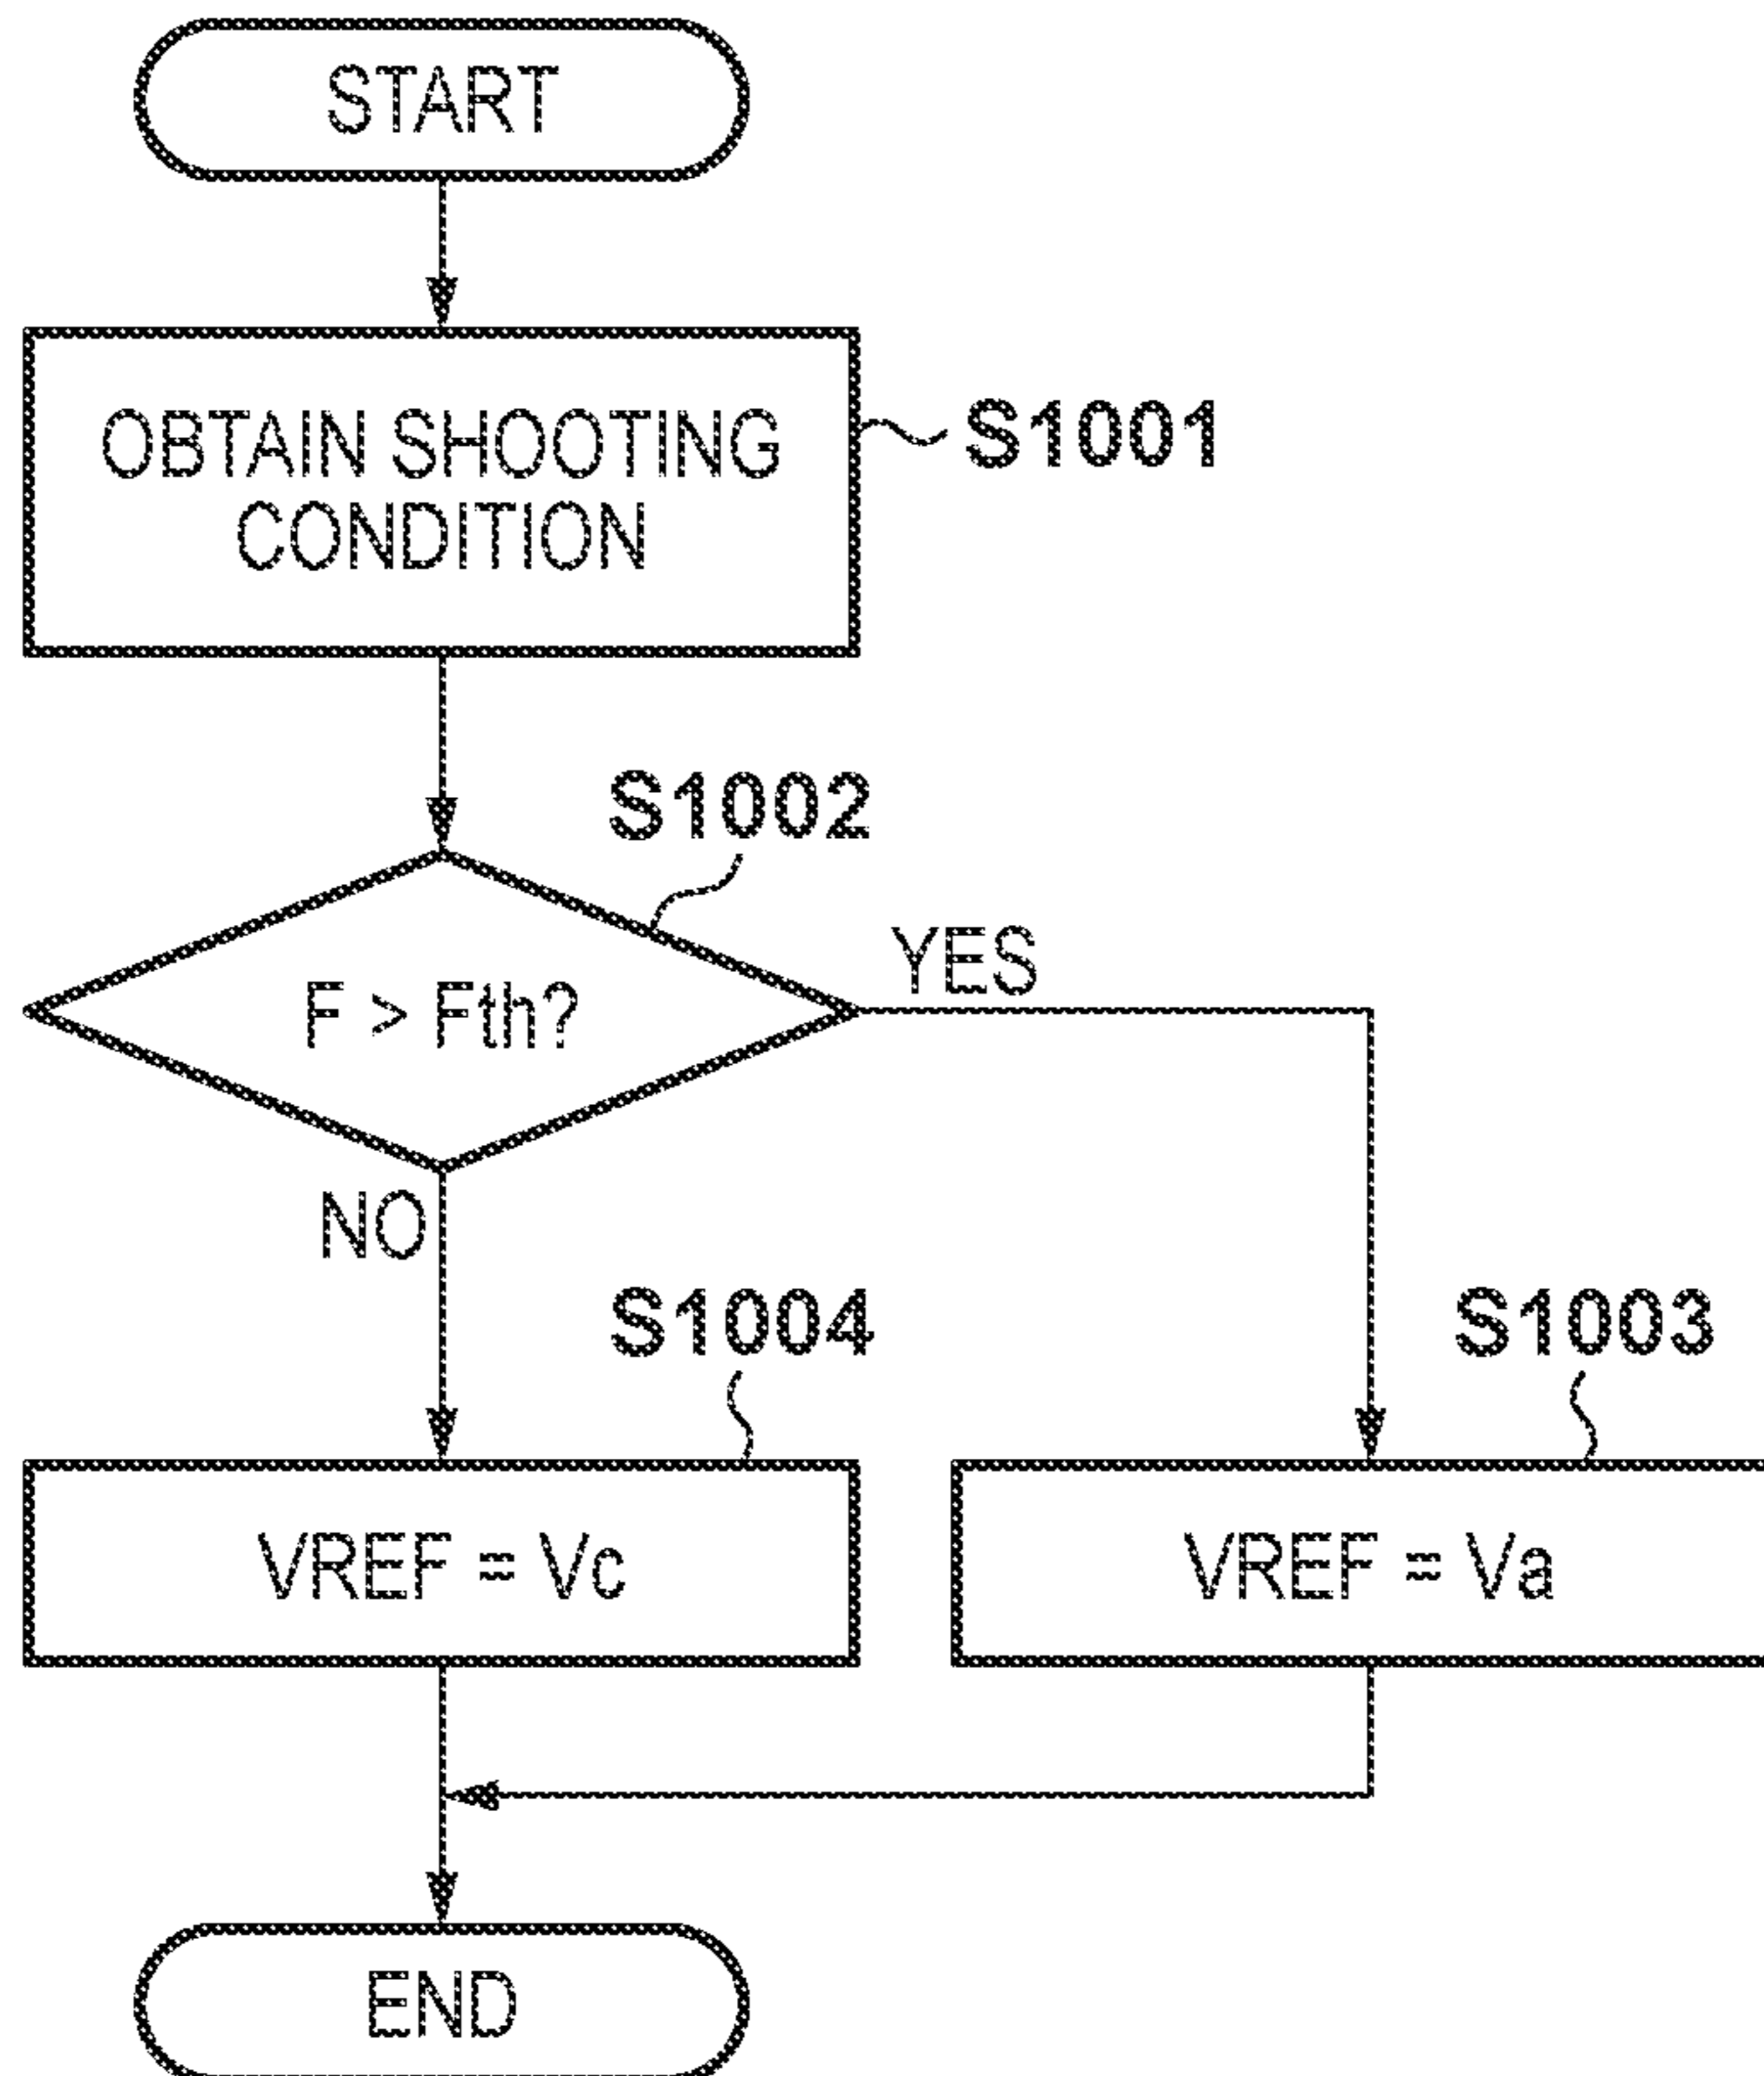 START
OBTAIN SHOOTING
CONDITION
S1001
S1002
F > Fth?
YES
NO
S1004
S1003
VREF = Vc
VREF = Va
END